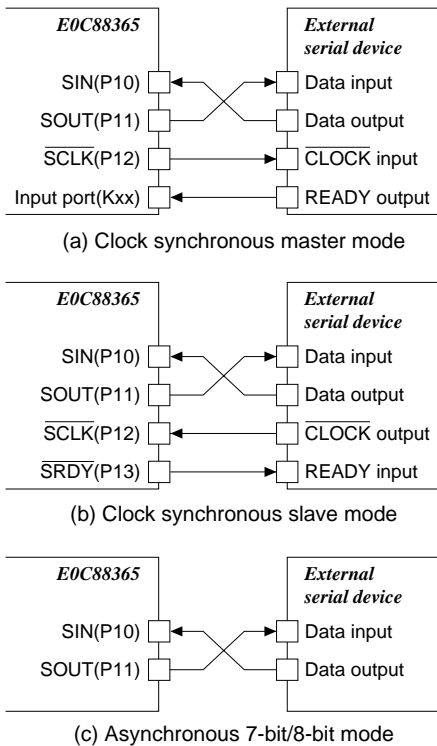 E0C88365
External
serial device
SIN(P10)
Data input
SOUT(P11)
Data output
SCLK(P12)
CLOCK input
Input port(Kxx)
READY output
(a) Clock synchronous master mode
E0C88365
External
serial device
SIN(P10)
Data input
SOUT(P11)
Data output
SCLK(P12)
CLOCK output
SRDY(P13)
READY input
(b) Clock synchronous slave mode
E0C88365
External
serial device
SIN(P10)
Data input
SOUT(P11)
Data output
(c) Asynchronous 7-bit/8-bit mode